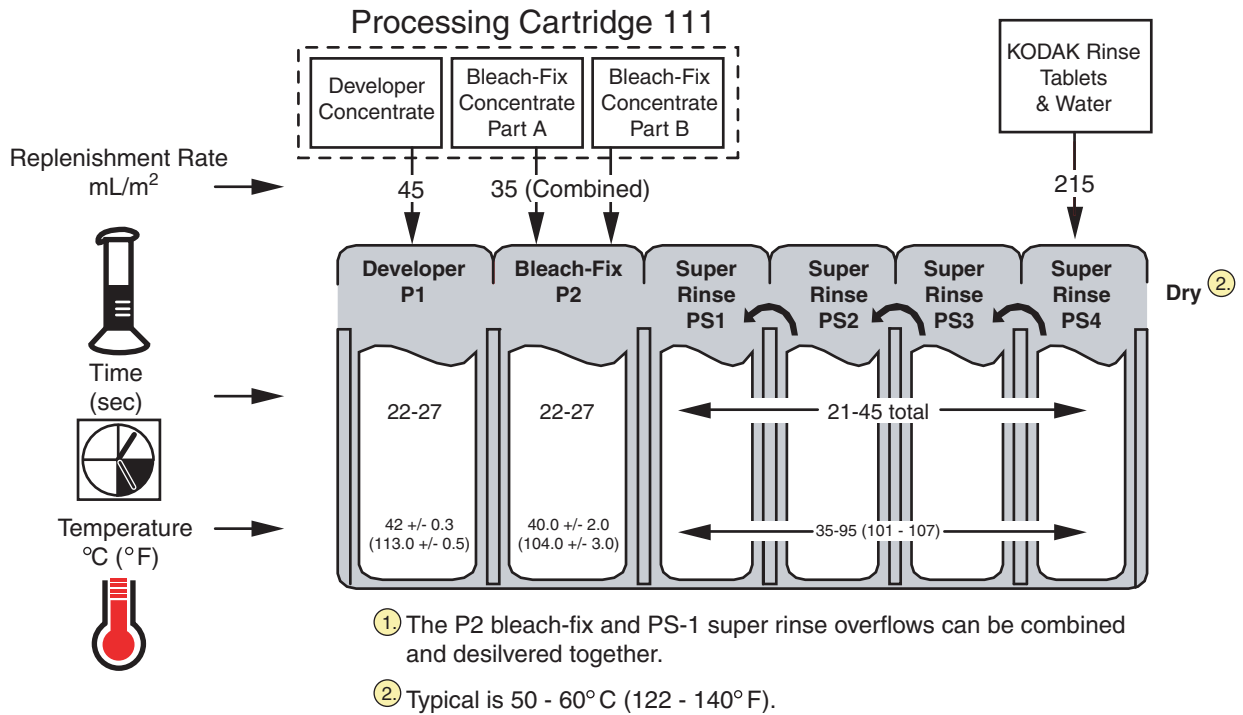 Processing Cartridge 111
Developer
Concentrate
Bleach-Fix
Concentrate
Part A
Bleach-Fix
Concentrate
Part B
KODAK Rinse
Tablets
& Water
Replenishment Rate
mL/m²
45
35 (Combined)
215
Developer
P1
Bleach-Fix
P2
Super
Rinse
PS1
Super
Rinse
PS2
Super
Rinse
PS3
Super
Rinse
PS4
Dry 2.
Time
(sec)
22-27
22-27
21-45 total
Temperature
°C (°F)
42 +/- 0.3
(113.0 +/- 0.5)
40.0 +/- 2.0
(104.0 +/- 3.0)
35-95 (101 - 107)
1. The P2 bleach-fix and PS-1 super rinse overflows can be combined
and desilvered together.
2. Typical is 50 - 60°C (122 - 140°F).